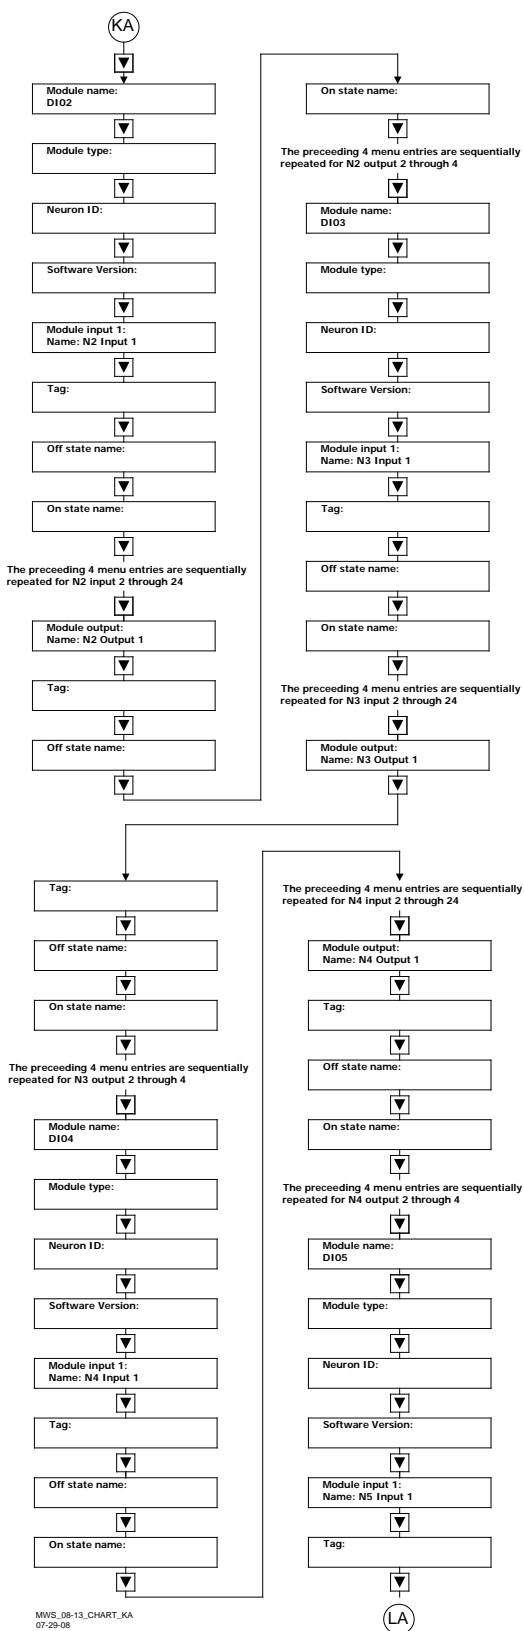 KA
Module name:
DI02
Module type:
Neuron ID:
Software Version:
Module input 1:
Name: N2 Input 1
Tag:
Off state name:
On state name:
The preceeding 4 menu entries are sequentially
repeated for N2 input 2 through 24
Module output:
Name: N2 Output 1
Tag:
Off state name:
On state name:
The preceeding 4 menu entries are sequentially
repeated for N2 output 2 through 4
Module name:
DI03
Module type:
Neuron ID:
Software Version:
Module input 1:
Name: N3 Input 1
Tag:
Off state name:
On state name:
The preceeding 4 menu entries are sequentially
repeated for N3 input 2 through 24
Module output:
Name: N3 Output 1
Tag:
Off state name:
On state name:
The preceeding 4 menu entries are sequentially
repeated for N3 output 2 through 4
Module name:
DI04
Module type:
Neuron ID:
Software Version:
Module input 1:
Name: N4 Input 1
Tag:
Off state name:
On state name:
The preceeding 4 menu entries are sequentially
repeated for N4 input 2 through 24
Module output:
Name: N4 Output 1
Tag:
Off state name:
On state name:
The preceeding 4 menu entries are sequentially
repeated for N4 output 2 through 4
Module name:
DI05
Module type:
Neuron ID:
Software Version:
Module input 1:
Name: N5 Input 1
Tag:
LA
MWS_08-13_CHART_KA
07-29-08